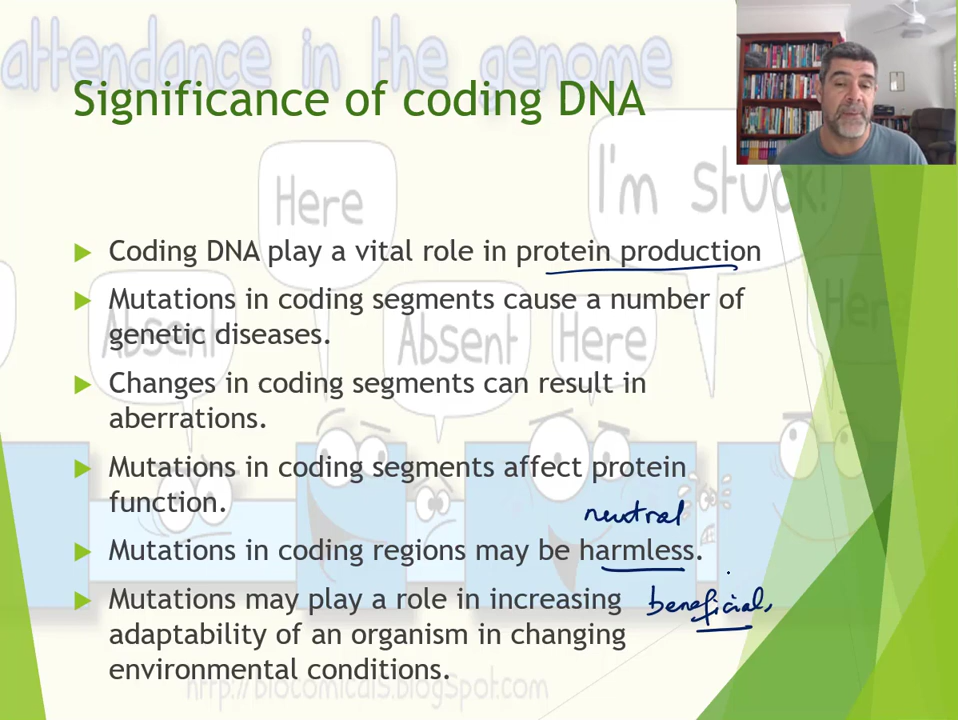 attendance in the genome
Significance of coding DNA
I'm stuck!
Here
Coding DNA play a vital role in protein production
Mutations in coding segments cause a number of
genetic diseases.
Here
Absent
Absent
Here
Changes in coding segments can result in
aberrations.
Mutations in coding segments affect protein
function.
neutral
Mutations in coding regions may be harmless.
Mutations may play a role in increasing
beneficial,
adaptability of an organism in changing
environmental conditions.
http://biocomicals.blogspot.com